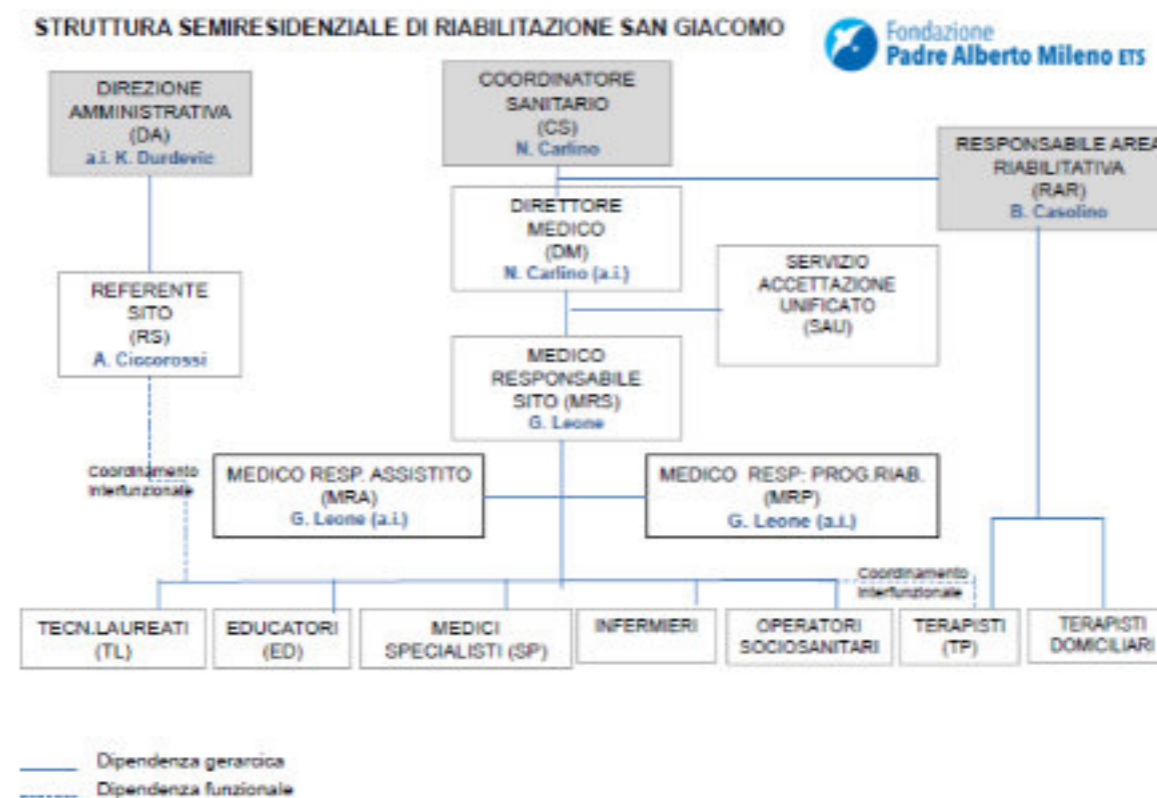 STRUTTURA SEMIRESIDENZIALE DI RIABILITAZIONE SAN GIACOMO
Fondazione
Padre Alberto Mileno ETS
DIREZIONE
AMMINISTRATIVA
(DA)
a.i. K. Durdevic
COORDINATORE
SANITARIO
(CS)
N. Carlino
RESPONSABILE AREA
RIABILITATIVA
(RAR)
B. Casolino
DIRETTORE
MEDICO
(DM)
N. Carlino (a.i.)
SERVIZIO
ACCETTAZIONE
UNIFICATO
(SAU)
REFERENTE
SITO
(RS)
A. Ciccorossi
MEDICO
RESPONSABILE
SITO (MRS)
G. Leone
Coordinamento
Interfunzionale
MEDICO RESP. ASSISTITO
(MRA)
G. Leone (a.i.)
MEDICO RESP: PROG.RIAB.
(MRP)
G. Leone (a.i.)
Coordinamento
Interfunzionale
TECN.LAUREATI
(TL)
EDUCATORI
(ED)
MEDICI
SPECIALISTI (SP)
INFERMIERI
OPERATORI
SOCIOSANITARI
TERAPISTI
(TP)
TERAPISTI
DOMICILIARI
Dipendenza gerarcica
Dipendenza funzionale